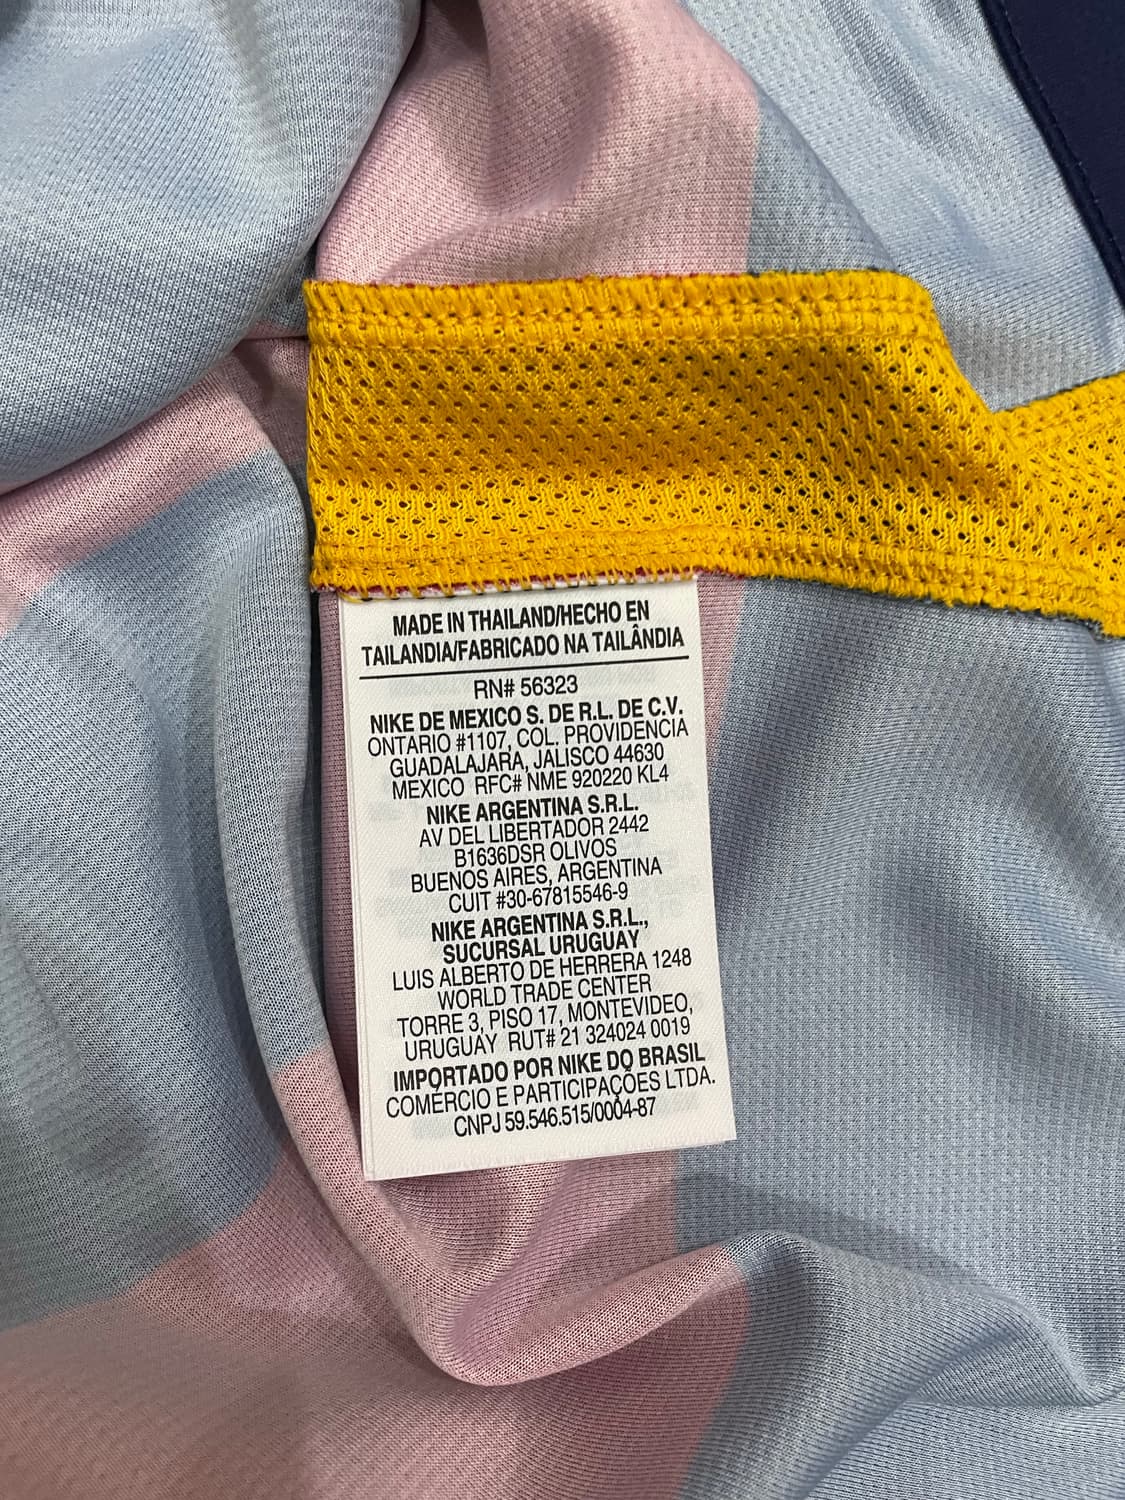 MADE IN THAILAND/HECHO EN
TAILANDIA/FABRICADO NA TAILÂNDIA
RN# 56323
NIKE DE MEXICO S. DE R.L. DE C.V.
ONTARIO #1107, COL. PROVIDENCIA
GUADALAJARA, JALISCO 44630
MEXICO RFC# NME 920220 KL4
NIKE ARGENTINA S.R.L.
AV DEL LIBERTADOR 2442
B1636DSR OLIVOS
BUENOS AIRES, ARGENTINA
CUIT #30-67815546-9
NIKE ARGENTINA S.R.L.,
SUCURSAL URUGUAY
LUIS ALBERTO DE HERRERA 1248
WORLD TRADE CENTER
TORRE 3, PISO 17, MONTEVIDEO,
URUGUAY RUT# 21 324024 0019
IMPORTADO POR NIKE DO BRASIL
COMÉRCIO E PARTICIPAÇÕES LTDA.
CNPJ 59.546.515/0004-87